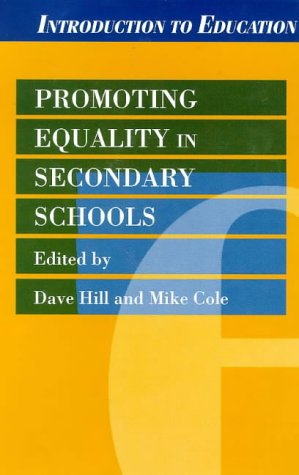 INTRODUCTION TO EDUCATION
PROMOTING
EQUALITY IN
SECONDARY
SCHOOLS
Edited by
Dave Hill and Mike Cole